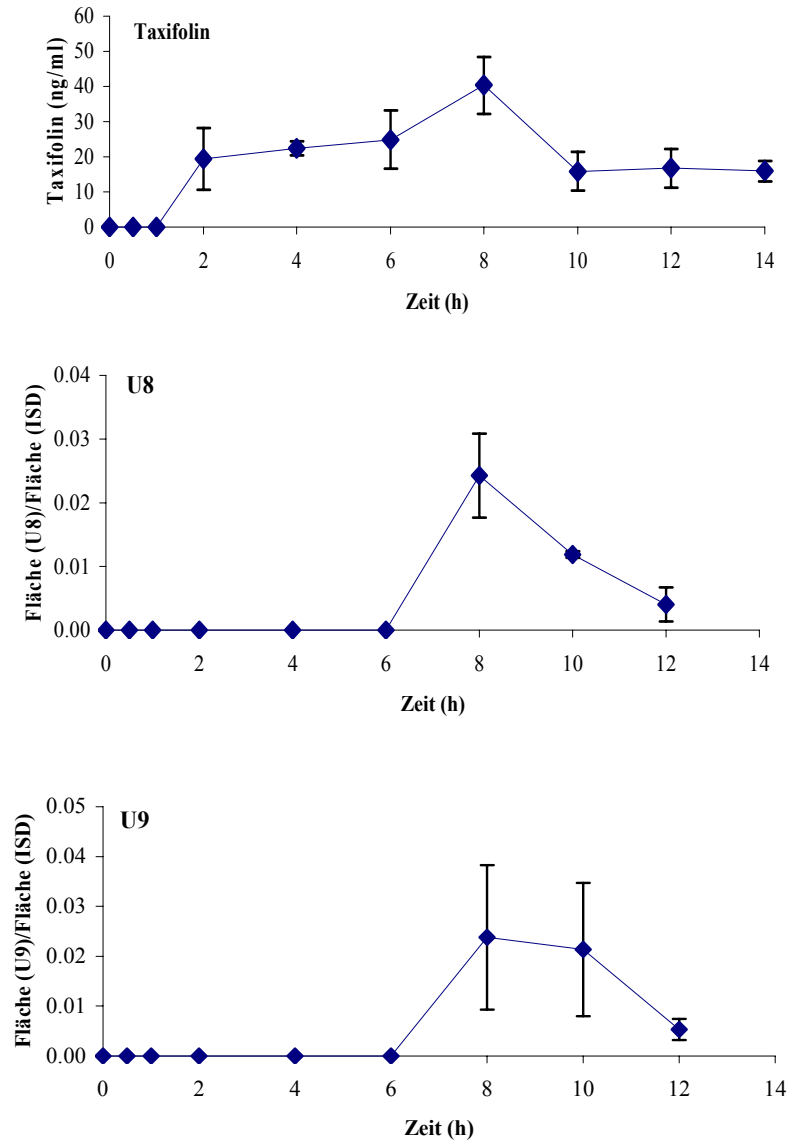 Taxifolin
Taxifolin (ng/ml)
60
50
40
30
20
10
0
0 2 4 6 8 10 12 14
Zeit (h)
U8
Fläche (U8)/Fläche (ISD)
0.04
0.03
0.02
0.01
0.00
0 2 4 6 8 10 12 14
Zeit (h)
U9
Fläche (U9)/Fläche (ISD)
0.05
0.04
0.03
0.02
0.01
0.00
0 2 4 6 8 10 12 14
Zeit (h)